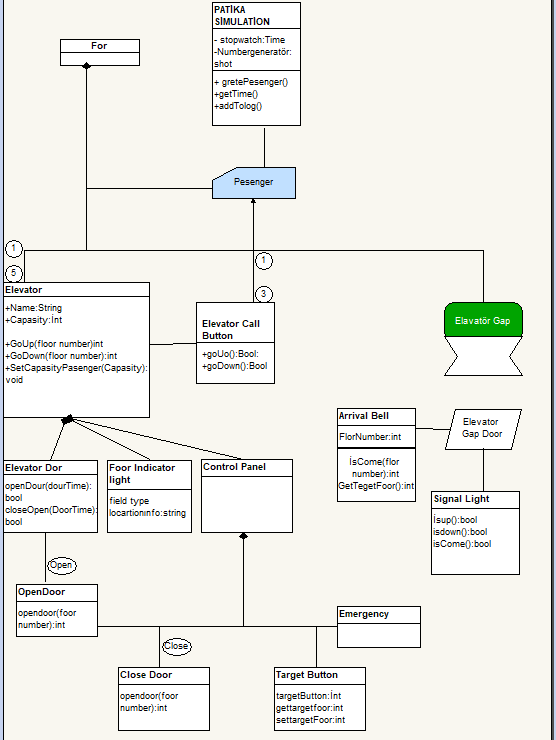 PATİKA
SİMULATİON
- stopwatch:Time
-Numbergeneratör:
shot
+ gretePesenger()
+getTime()
+addTolog()
For
Pesenger
1
5
1
3
Elevator
+Name:String
+Capasity:İnt
+GoUp(floor number)int
+GoDown(floor number):int
+SetCapasityPasenger(Capasity):
void
Elevator Call
Button
+goUo():Bool:
+goDown():Bool
Elavatör Gap
Arrival Bell
FlorNumber:int
İsCome(flor
number):int
GetTegetFoor():int
Elevator
Gap Door
Signal Light
İsup():bool
isdown():bool
isCome():bool
Elevator Dor
openDour(dourTime):
bool
closeOpen(DoorTime):
bool
Foor Indicator
light
field type
locartionınfo:string
Control Panel
Open
OpenDoor
opendoor(foor
number):int
Emergency
Close
Close Door
opendoor(foor
number):int
Target Button
targetButton:İnt
gettargetfoor:int
settargetFoor:int